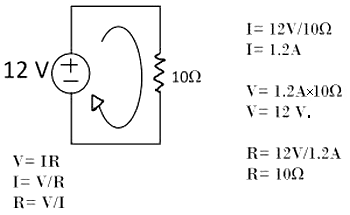 12 V
+
−
10Ω
V= IR
I= V/R
R= V/I
I= 12V/10Ω
I= 1.2A
V= 1.2A×10Ω
V= 12 V.
R= 12V/1.2A
R= 10Ω